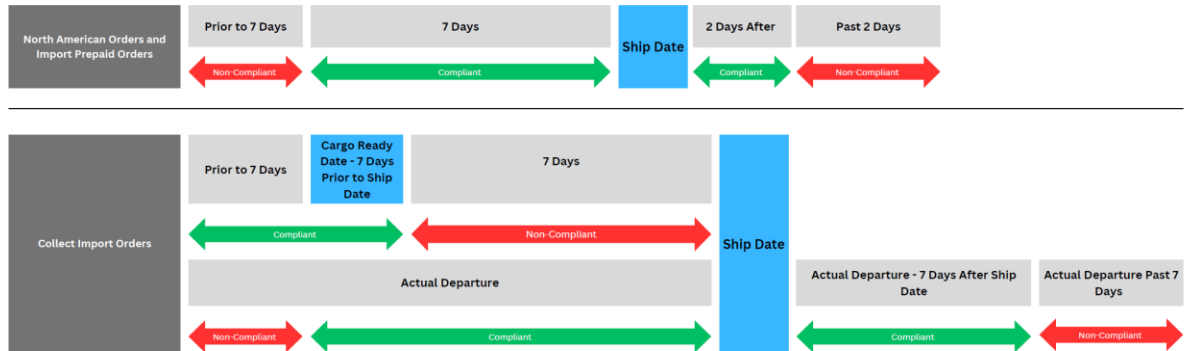 North American Orders and
Import Prepaid Orders
Prior to 7 Days
7 Days
Ship Date
2 Days After
Past 2 Days
Non-Compliant
Compliant
Compliant
Non-Compliant
Collect Import Orders
Prior to 7 Days
Cargo Ready
Date - 7 Days
Prior to Ship
Date
7 Days
Compliant
Non-Compliant
Ship Date
Actual Departure
Actual Departure - 7 Days After Ship
Date
Actual Departure Past 7
Days
Non-Compliant
Compliant
Compliant
Non-Compliant